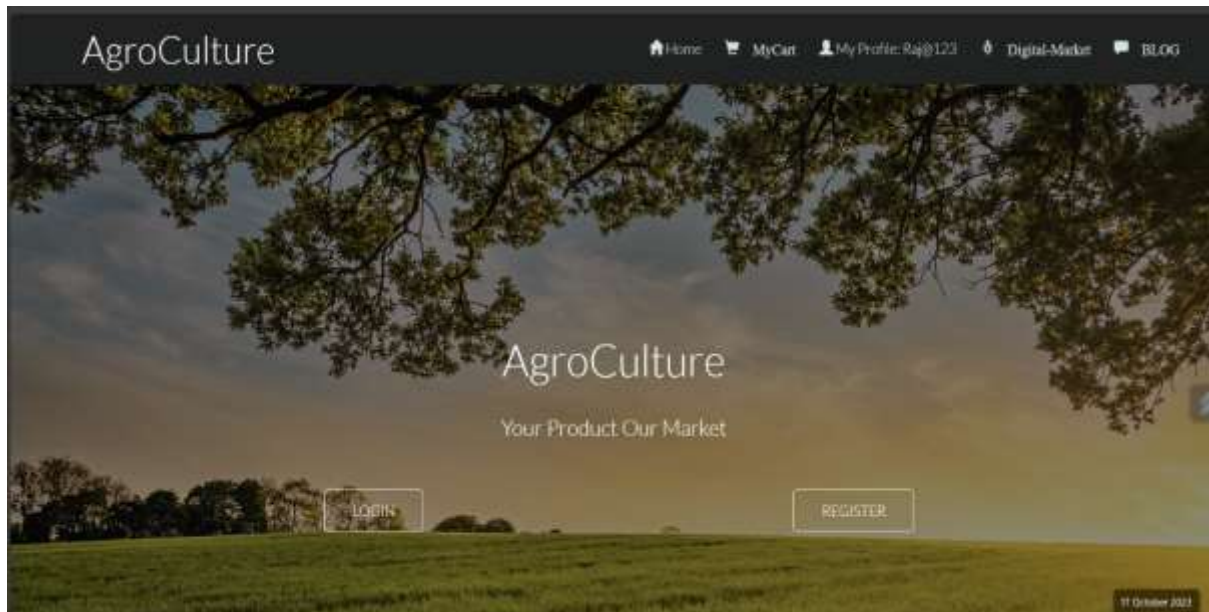 AgroCulture
Home MyCart My Profile: Raj@123 Digital-Market BLOG
AgroCulture
Your Product Our Market
LOGIN REGISTER
17 October 2023